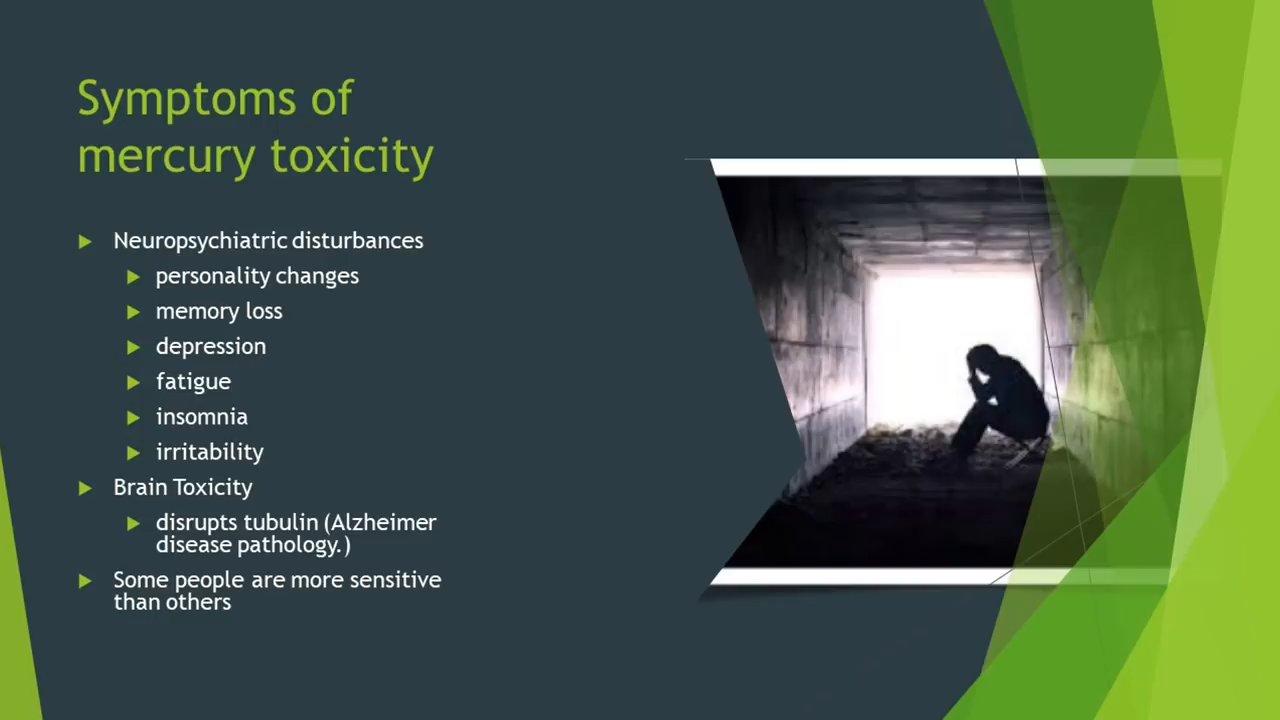 Symptoms of
mercury toxicity
Neuropsychiatric disturbances
personality changes
memory loss
depression
fatigue
insomnia
irritability
Brain Toxicity
disrupts tubulin (Alzheimer
disease pathology.)
Some people are more sensitive
than others